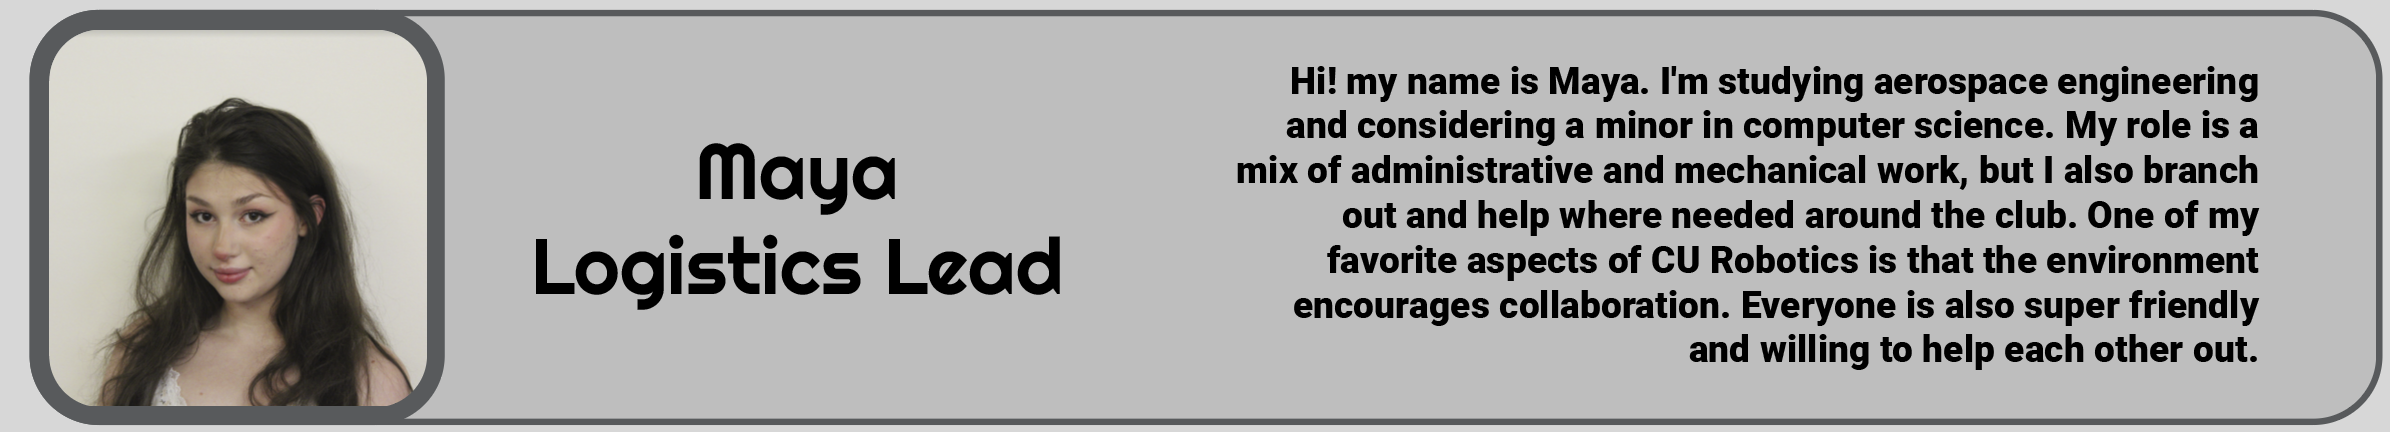 Maya
Logistics Lead
Hi! my name is Maya. I'm studying aerospace engineering
and considering a minor in computer science. My role is a
mix of administrative and mechanical work, but I also branch
out and help where needed around the club. One of my
favorite aspects of CU Robotics is that the environment
encourages collaboration. Everyone is also super friendly
and willing to help each other out.